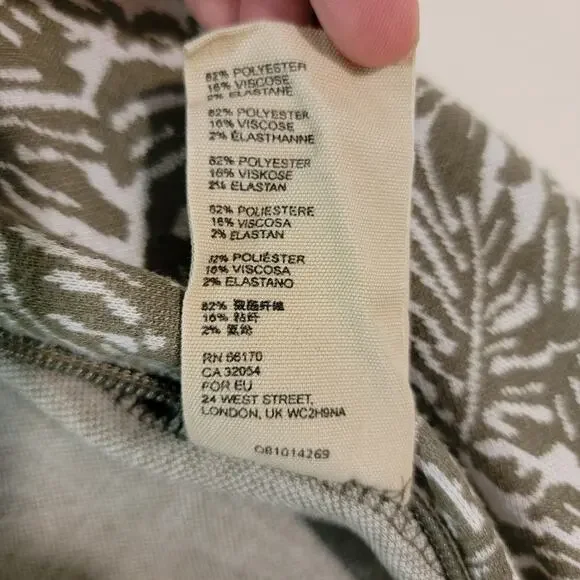 82% POLYESTER
16% VISCOSE
2% ELASTANE
82% POLYESTER
16% VISCOSE
2% ÉLASTHANNE
82% POLYESTER
16% VISKOSE
2% ELASTAN
82% POLIESTERE
16% VISCOSA
2% ELASTAN
82% POLIÉSTER
16% VISCOSA
2% ELASTANO
82% 聚酯纤维
16% 粘纤
2% 氨纶
RN 66170
CA 32054
FOR EU
24 WEST STREET,
LONDON, UK WC2H9NA
OB1014269